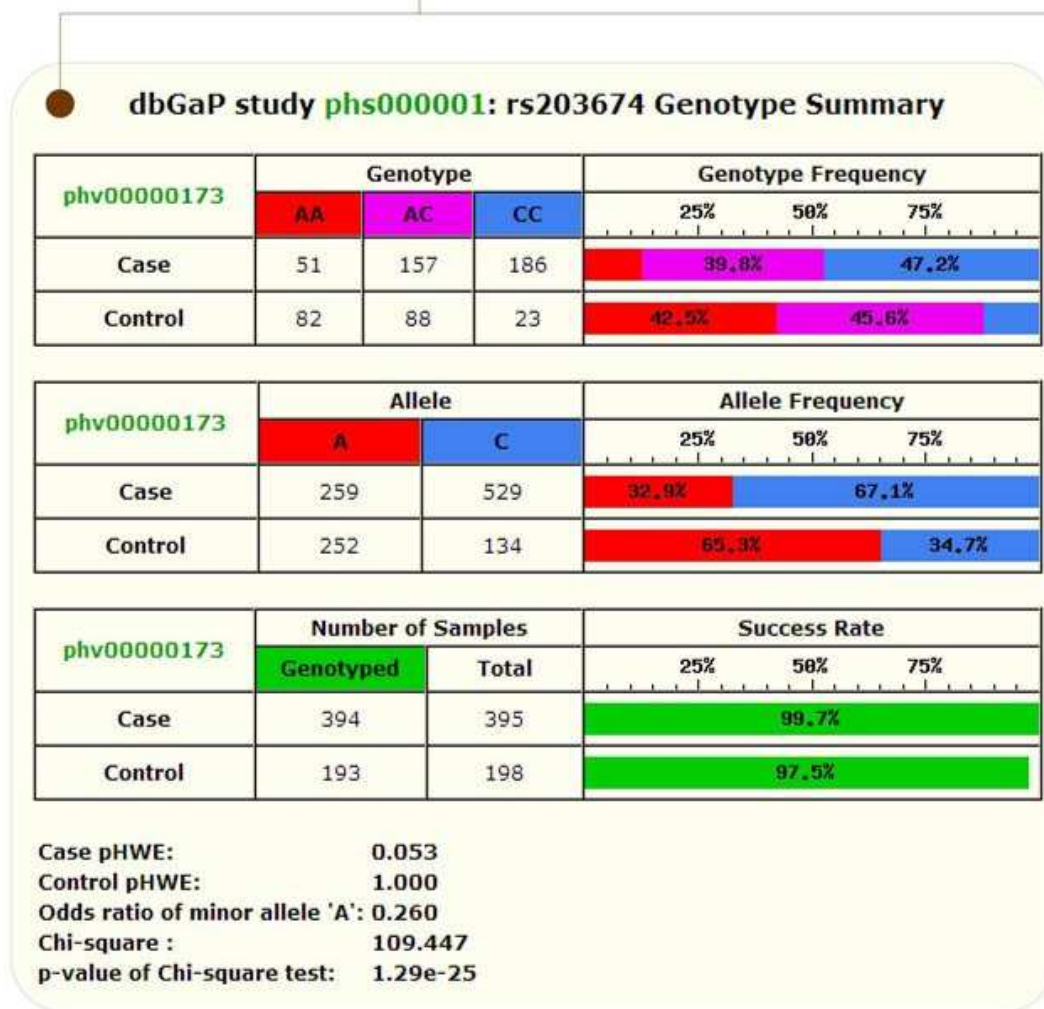 dbGaP study phs000001: rs203674 Genotype Summary
phv00000173 Genotype Genotype Frequency
AA AC CC 25% 50% 75%
Case 51 157 186 39.8% 47.2%
Control 82 88 23 42.5% 45.6%
phv00000173 Allele Allele Frequency
A C 25% 50% 75%
Case 259 529 32.9% 67.1%
Control 252 134 65.3% 34.7%
phv00000173 Number of Samples Success Rate
Genotyped Total 25% 50% 75%
Case 394 395 99.7%
Control 193 198 97.5%
Case pHWE: 0.053
Control pHWE: 1.000
Odds ratio of minor allele 'A': 0.260
Chi-square : 109.447
p-value of Chi-square test: 1.29e-25